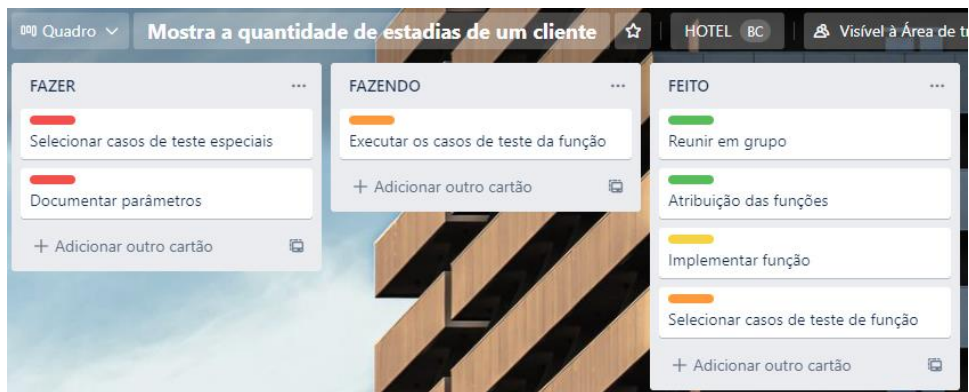 Quadro
Mostra a quantidade de estadias de um cliente
HOTEL BC
Visível à Área de
FAZER
Selecionar casos de teste especiais
Documentar parâmetros
+ Adicionar outro cartão
FAZENDO
Executar os casos de teste da função
+ Adicionar outro cartão
FEITO
Reunir em grupo
Atribuição das funções
Implementar função
Selecionar casos de teste de função
+ Adicionar outro cartão